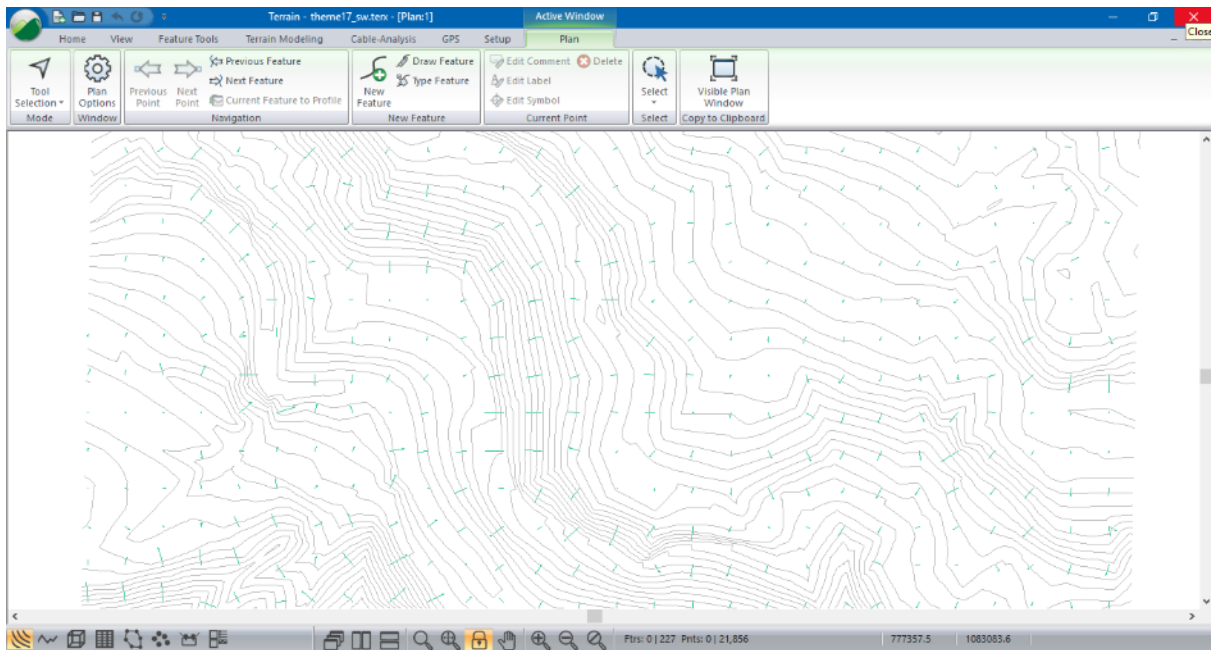 Terrain - theme17_sw.terx - [Plan:1]
Active Window
Close
Home View Feature Tools Terrain Modeling Cable-Analysis GPS Setup Plan
Tool
Selection
Mode
Plan
Options
Window
Previous
Point
Next
Point
Previous Feature
Next Feature
Current Feature to Profile
Navigation
New
Feature
Draw Feature
Type Feature
New Feature
Edit Comment Delete
Edit Label
Edit Symbol
Current Point
Select
Select
Visible Plan
Window
Copy to Clipboard
Ftrs: 0 | 227 Pnts: 0 | 21,856 777357.5 1083083.6